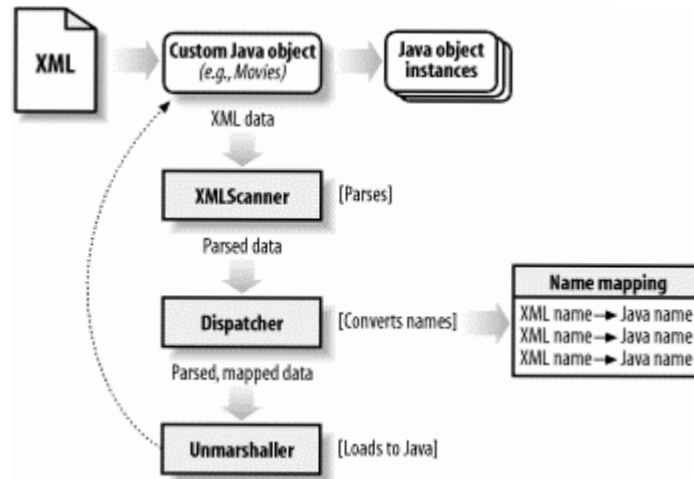 XML
Custom Java object
(e.g., Movies)
Java object
instances
XML data
XMLScanner
[Parses]
Parsed data
Dispatcher
[Converts names]
Name mapping
XML name→Java name
XML name→Java name
XML name→Java name
Parsed, mapped data
Unmarshaller
[Loads to Java]